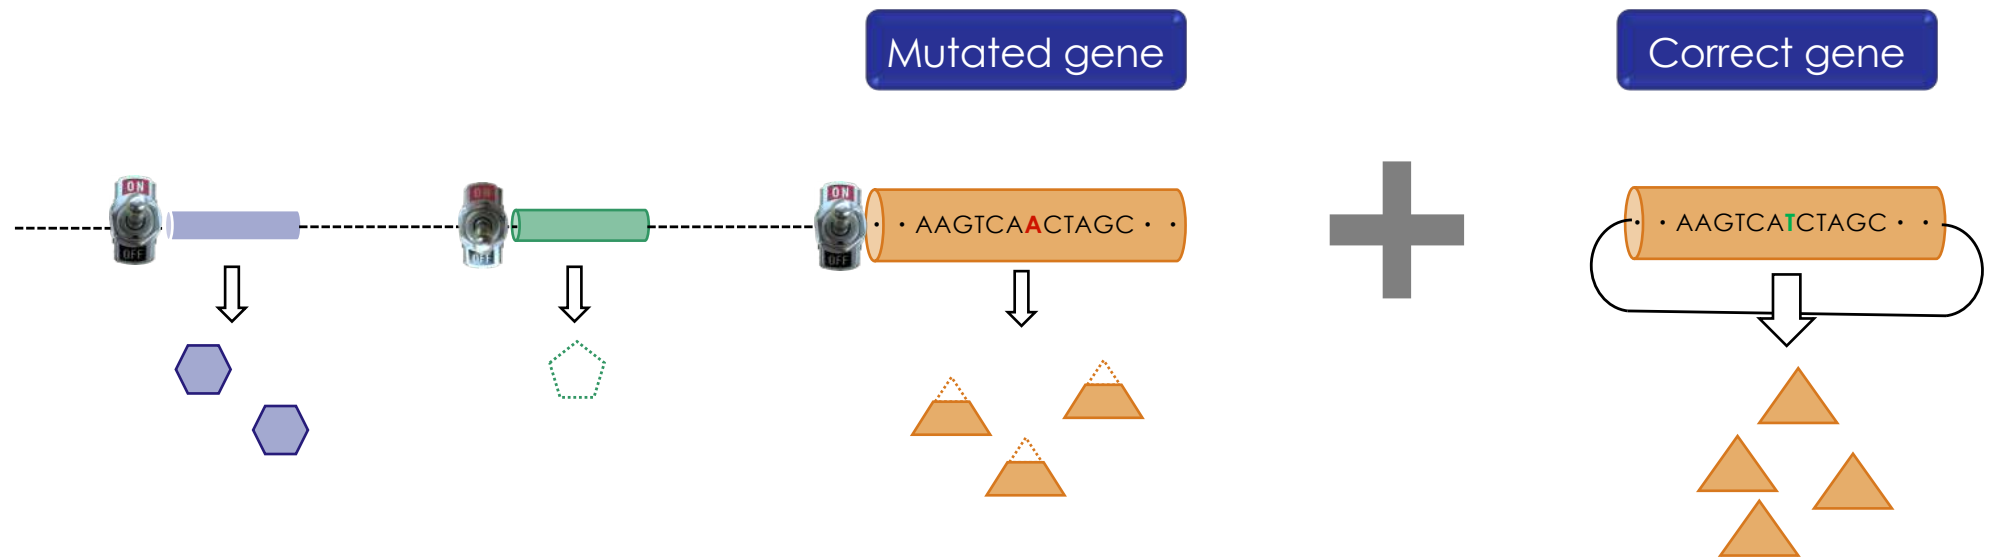 Mutated gene
Correct gene
ON
OFF
ON
OFF
ON
OFF
· · AAGTCAACTAGC · ·
· · AAGTCATCTAGC · ·